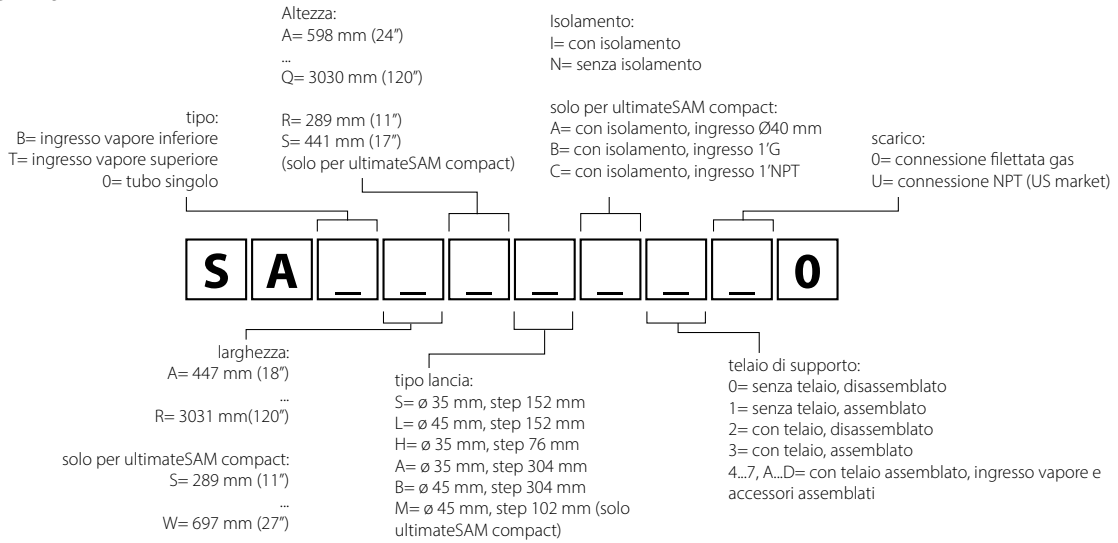 tipo:
B= ingresso vapore inferiore
T= ingresso vapore superiore
0= tubo singolo
Altezza:
A= 598 mm (24”)
...
Q= 3030 mm (120”)
R= 289 mm (11”)
S= 441 mm (17”)
(solo per ultimateSAM compact)
Isolamento:
I= con isolamento
N= senza isolamento
solo per ultimateSAM compact:
A= con isolamento, ingresso Ø40 mm
B= con isolamento, ingresso 1’G
C= con isolamento, ingresso 1’NPT
scarico:
0= connessione filettata gas
U= connessione NPT (US market)
S A _ _ _ _ _ _ _ 0
larghezza:
A= 447 mm (18”)
...
R= 3031 mm(120”)
solo per ultimateSAM compact:
S= 289 mm (11”)
...
W= 697 mm (27”)
tipo lancia:
S= ø 35 mm, step 152 mm
L= ø 45 mm, step 152 mm
H= ø 35 mm, step 76 mm
A= ø 35 mm, step 304 mm
B= ø 45 mm, step 304 mm
M= ø 45 mm, step 102 mm (solo
ultimateSAM compact)
telaio di supporto:
0= senza telaio, disassemblato
1= senza telaio, assemblato
2= con telaio, disassemblato
3= con telaio, assemblato
4...7, A...D= con telaio assemblato, ingresso vapore e
accessori assemblati